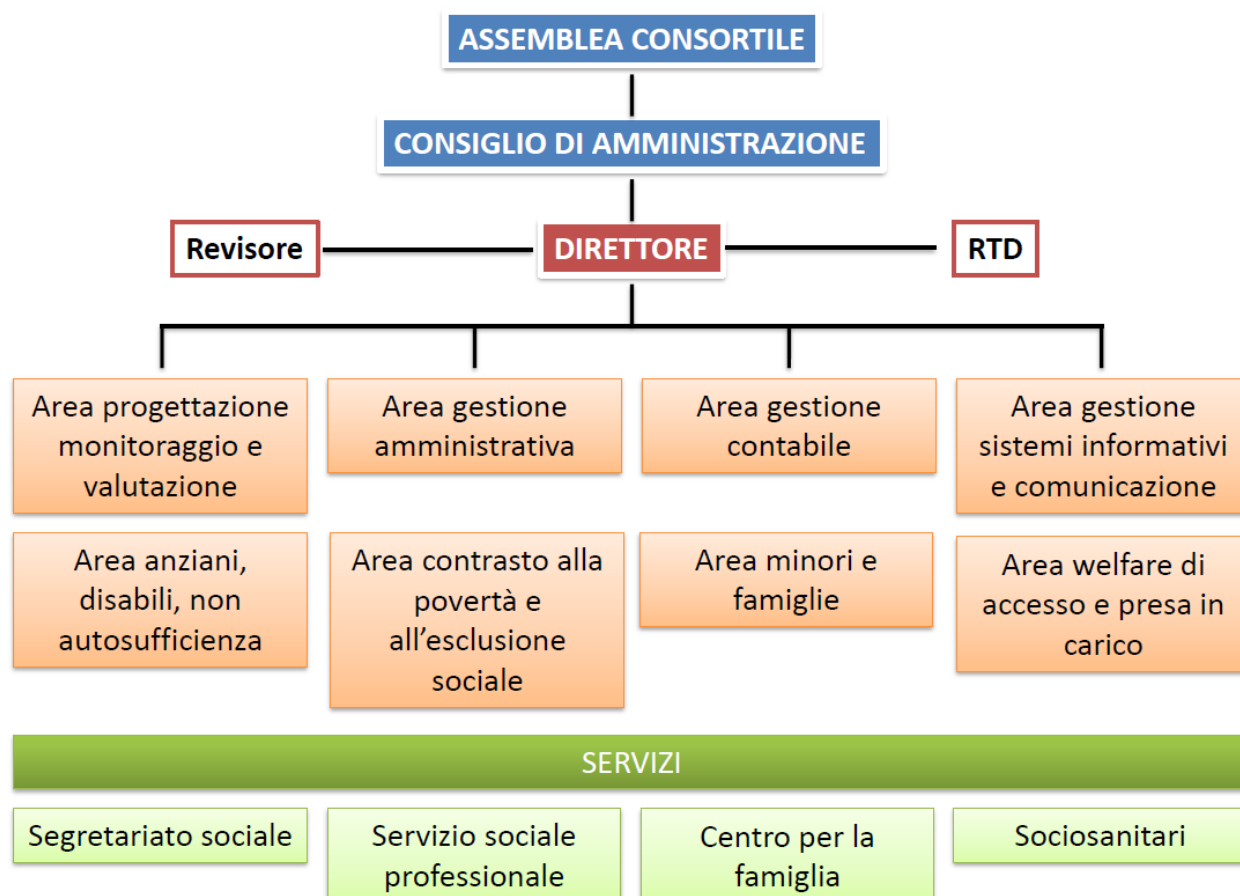 ASSEMBLEA CONSORTILE
CONSIGLIO DI AMMINISTRAZIONE
Revisore
DIRETTORE
RTD
Area progettazione
monitoraggio e
valutazione
Area gestione
amministrativa
Area gestione
contabile
Area gestione
sistemi informativi
e comunicazione
Area anziani,
disabili, non
autosufficienza
Area contrasto alla
povertà e
all’esclusione
sociale
Area minori e
famiglie
Area welfare di
accesso e presa in
carico
SERVIZI
Segretariato sociale
Servizio sociale
professionale
Centro per la
famiglia
Sociosanitari